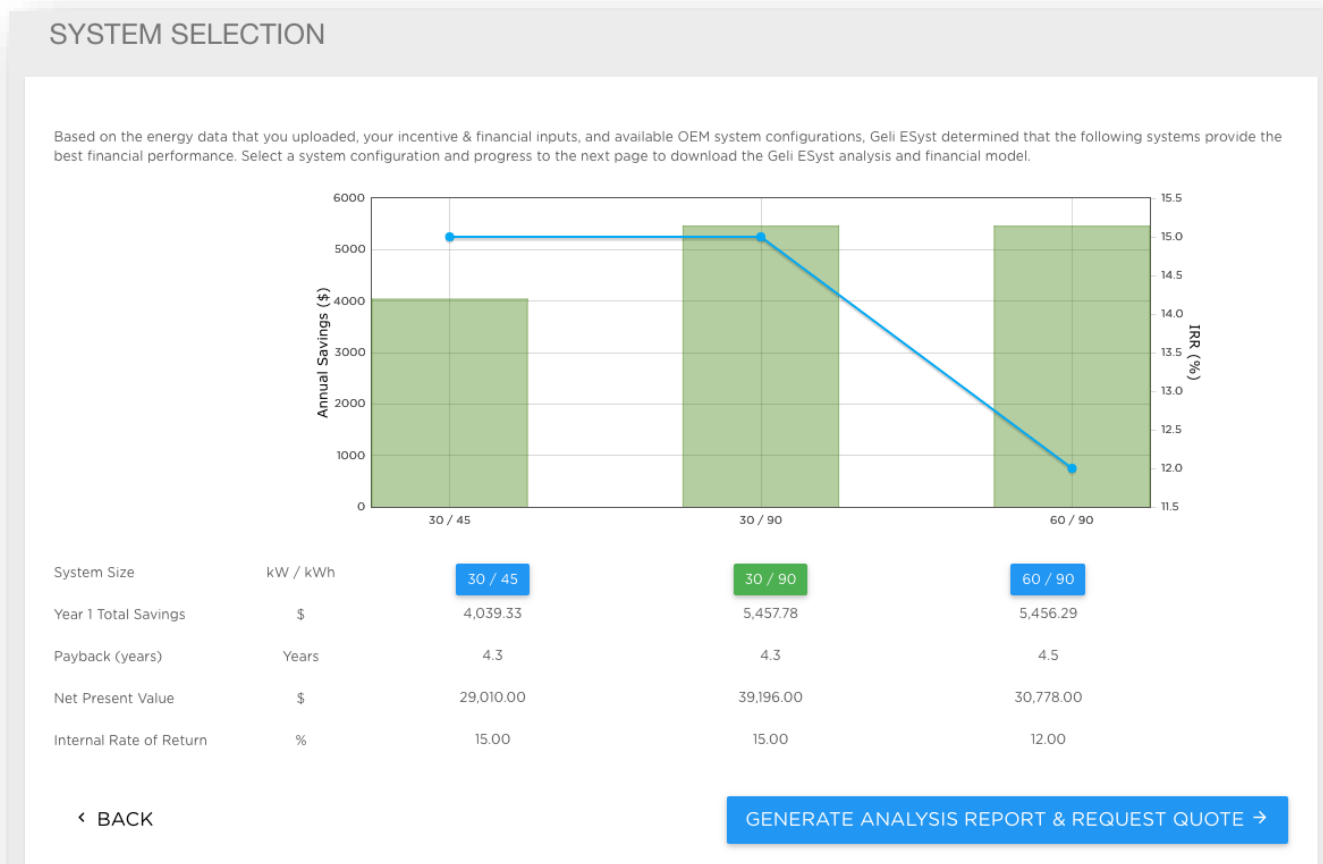 SYSTEM SELECTION
Based on the energy data that you uploaded, your incentive & financial inputs, and available OEM system configurations, Geli ESyst determined that the following systems provide the
best financial performance. Select a system configuration and progress to the next page to download the Geli ESyst analysis and financial model.
6000
5000
4000
3000
2000
1000
0
Annual Savings ($)
15.5
15.0
14.5
14.0
13.5
13.0
12.5
12.0
11.5
IRR (%)
30 / 45 30 / 90 60 / 90
System Size kW / kWh 30 / 45 30 / 90 60 / 90
Year 1 Total Savings $ 4,039.33 5,457.78 5,456.29
Payback (years) Years 4.3 4.3 4.5
Net Present Value $ 29,010.00 39,196.00 30,778.00
Internal Rate of Return % 15.00 15.00 12.00
‹ BACK
GENERATE ANALYSIS REPORT & REQUEST QUOTE →